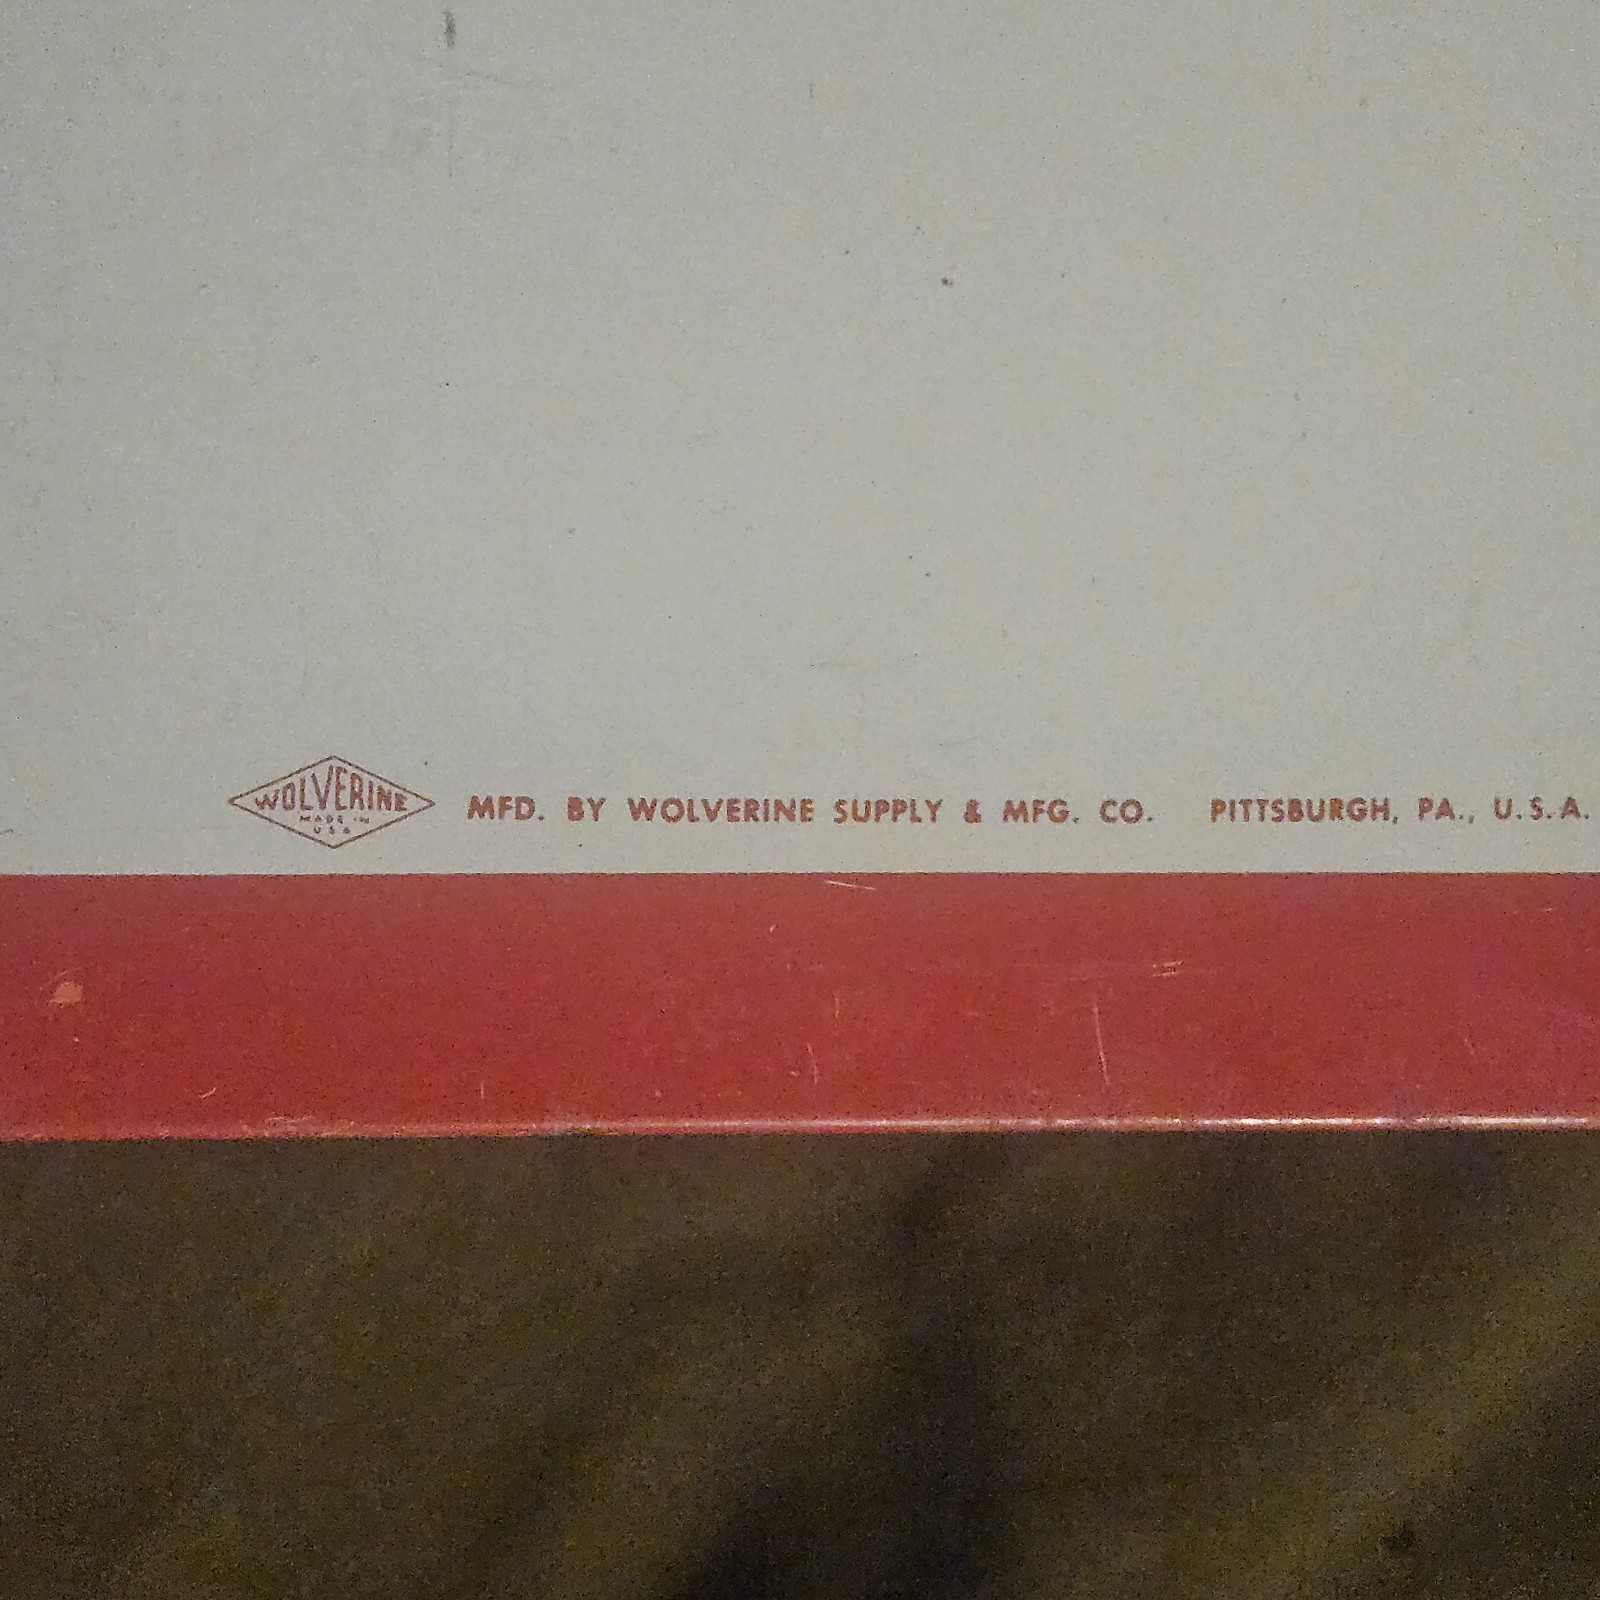 WOLVERINE
MADE IN
U S A
MFD. BY WOLVERINE SUPPLY & MFG. CO. PITTSBURGH, PA., U.S.A.